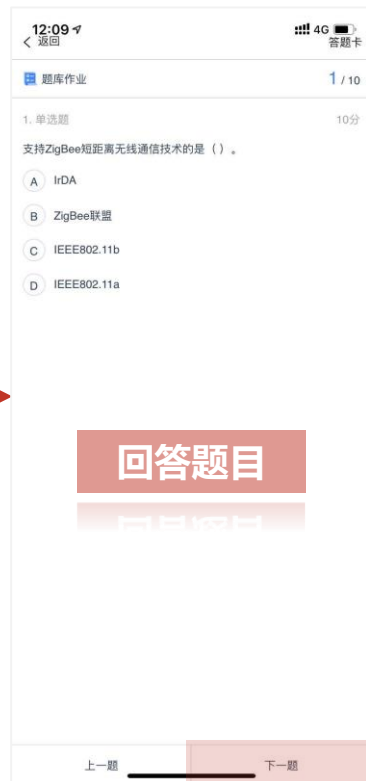 12:09 4G
返回 答题卡
题库作业 1 / 10
1. 单选题 10分
支持ZigBee短距离无线通信技术的是（）。
A IrDA
B ZigBee联盟
C IEEE802.11b
D IEEE802.11a
回答题目
上一题 下一题